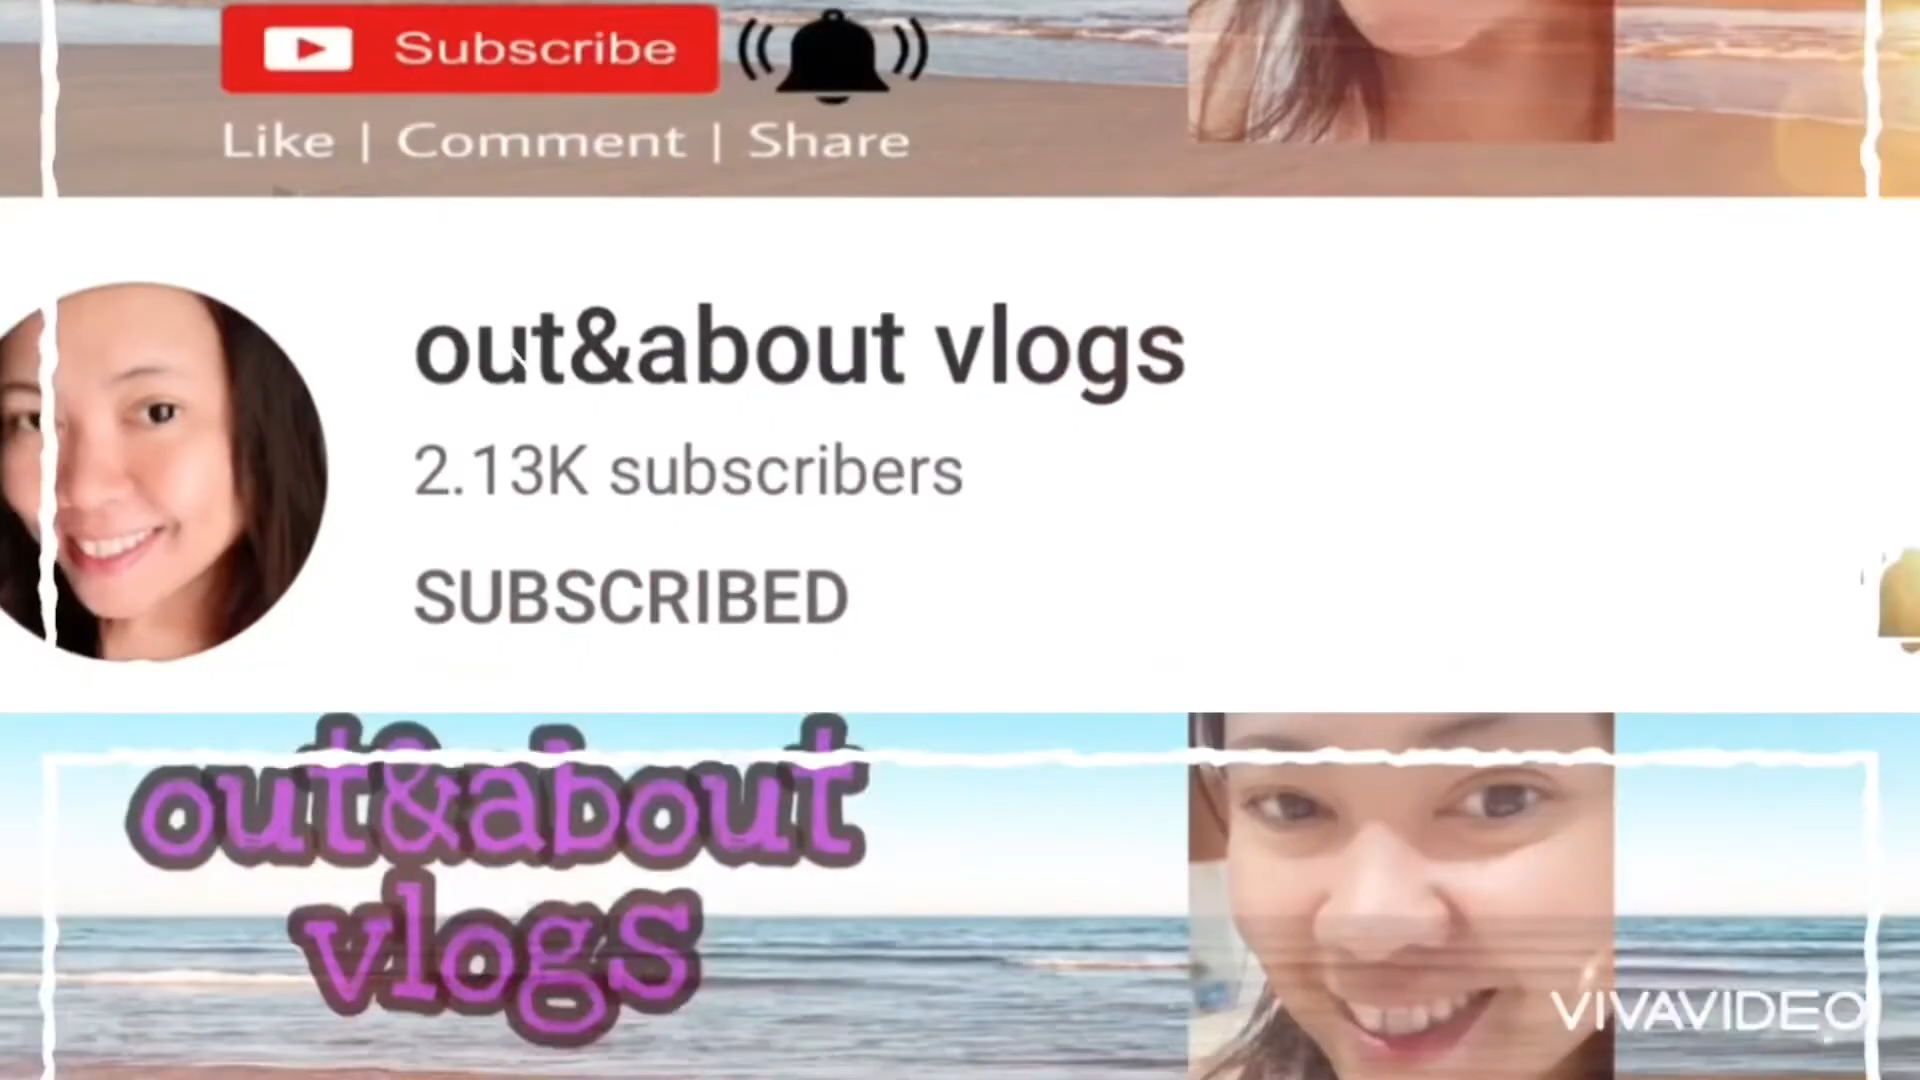 Subscribe
Like | Comment | Share
out&about vlogs
2.13K subscribers
SUBSCRIBED
out&about
vlogs
VIVAVIDEO